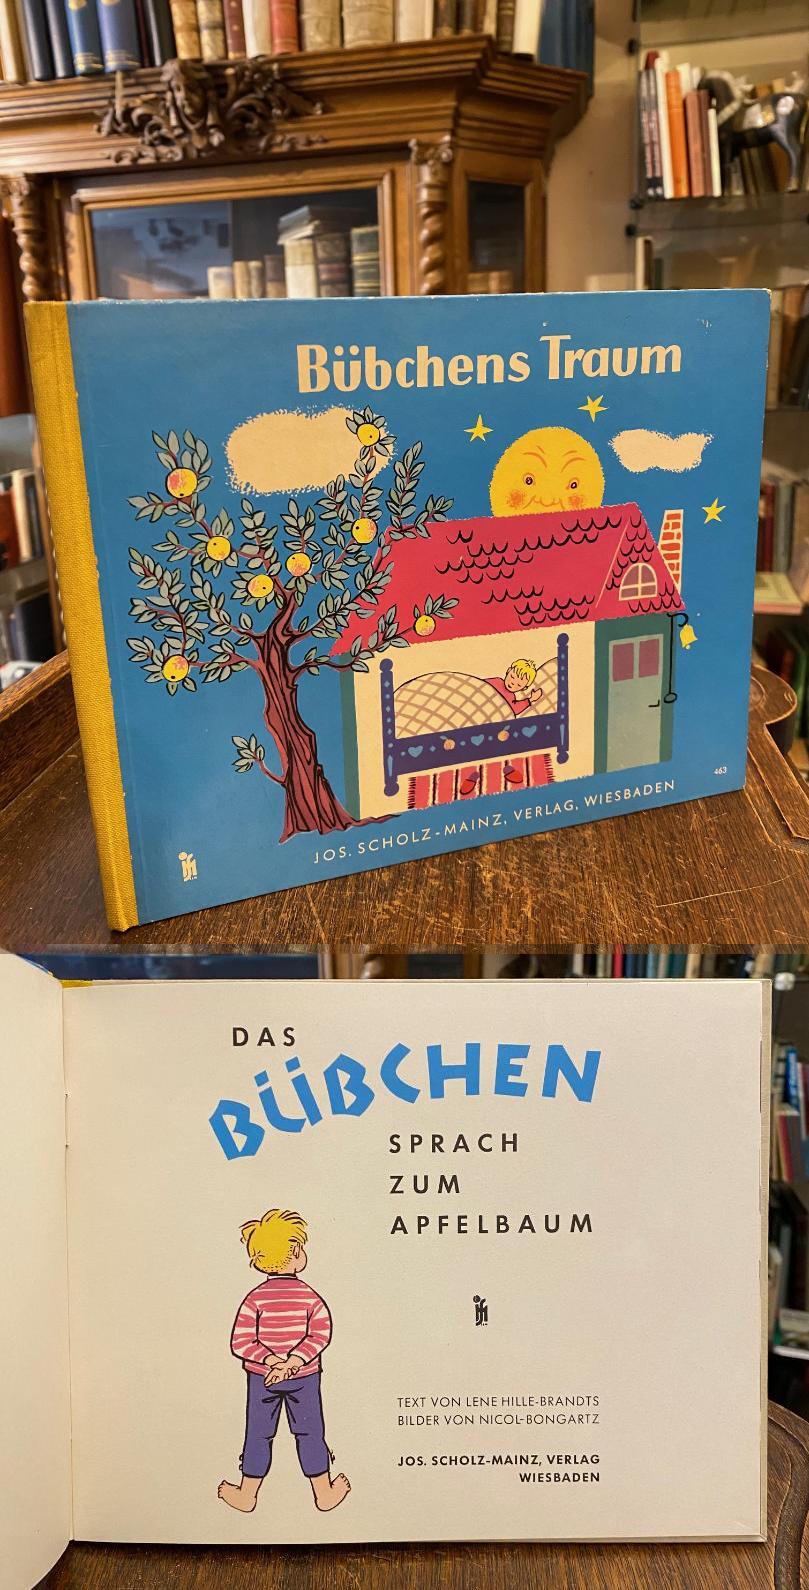 Bübchens Traum
463
JOS. SCHOLZ-MAINZ, VERLAG, WIESBADEN
DAS
BÜBCHEN
SPRACH
ZUM
APFELBAUM
TEXT VON LENE HILLE-BRANDTS
BILDER VON NICOL-BONGARTZ
JOS. SCHOLZ-MAINZ, VERLAG
WIESBADEN